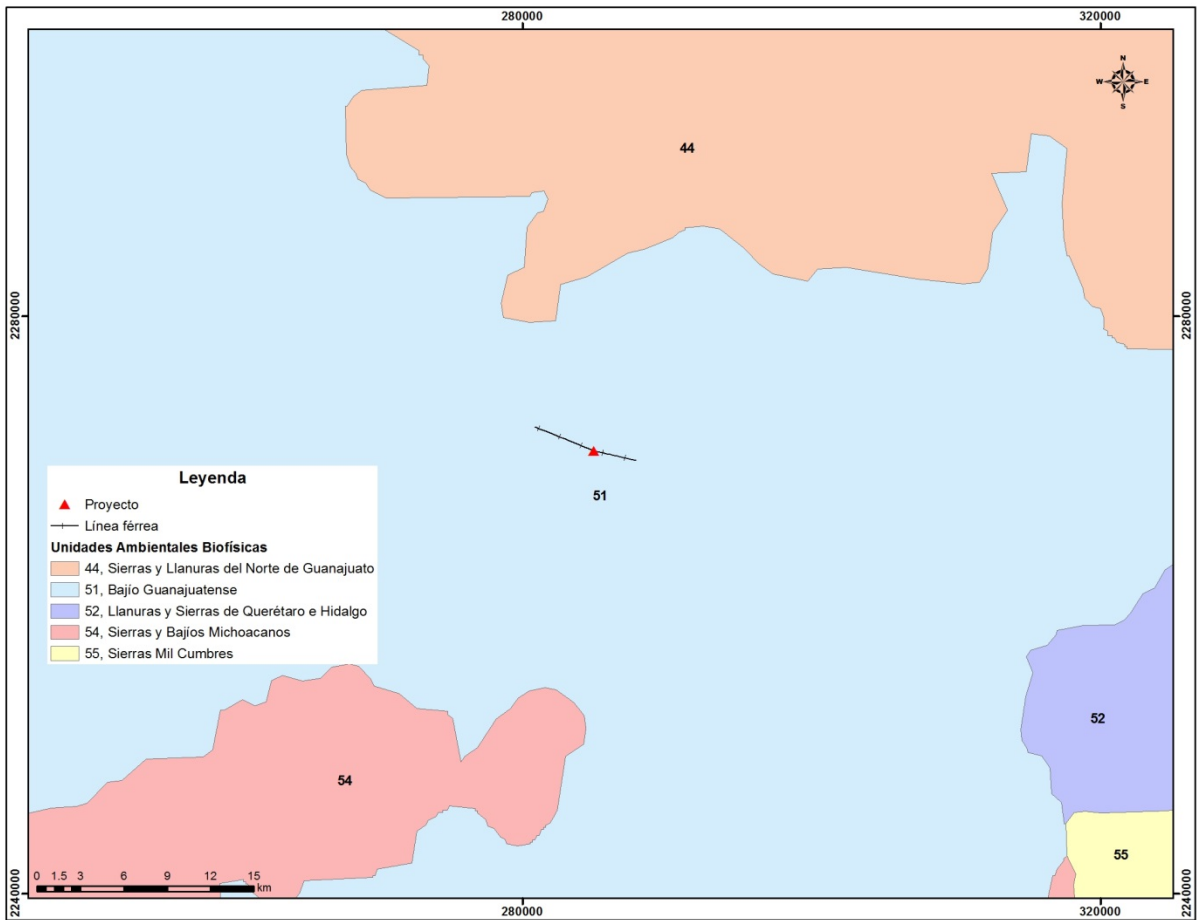 280000
320000
N
W
E
S
44
2280000
2280000
51
Leyenda
Proyecto
Línea férrea
Unidades Ambientales Biofísicas
44, Sierras y Llanuras del Norte de Guanajuato
51, Bajío Guanajuatense
52, Llanuras y Sierras de Querétaro e Hidalgo
54, Sierras y Bajíos Michoacanos
55, Sierras Mil Cumbres
52
54
55
0 1.5 3 6 9 12 15
km
2240000
2240000
280000
320000